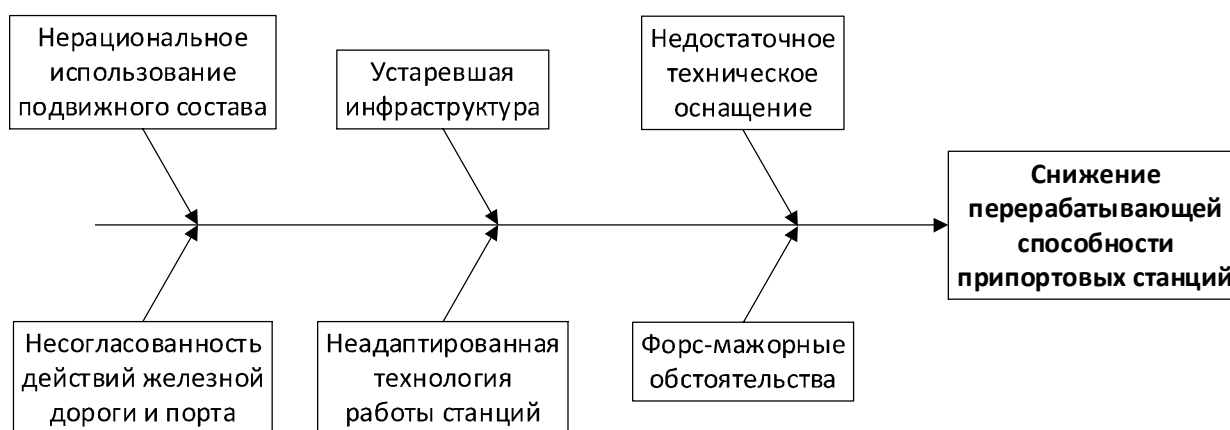 Нерациональное
использование
подвижного состава
Устаревшая
инфраструктура
Недостаточное
техническое
оснащение
Снижение
перерабатывающей
способности
припортовых станций
Несогласованность
действий железной
дороги и порта
Неадаптированная
технология
работы станций
Форс-мажорные
обстоятельства